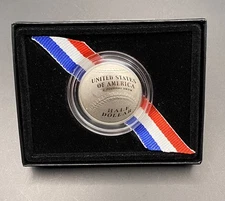 UNITED STATES
OF AMERICA
HALF
DOLLAR